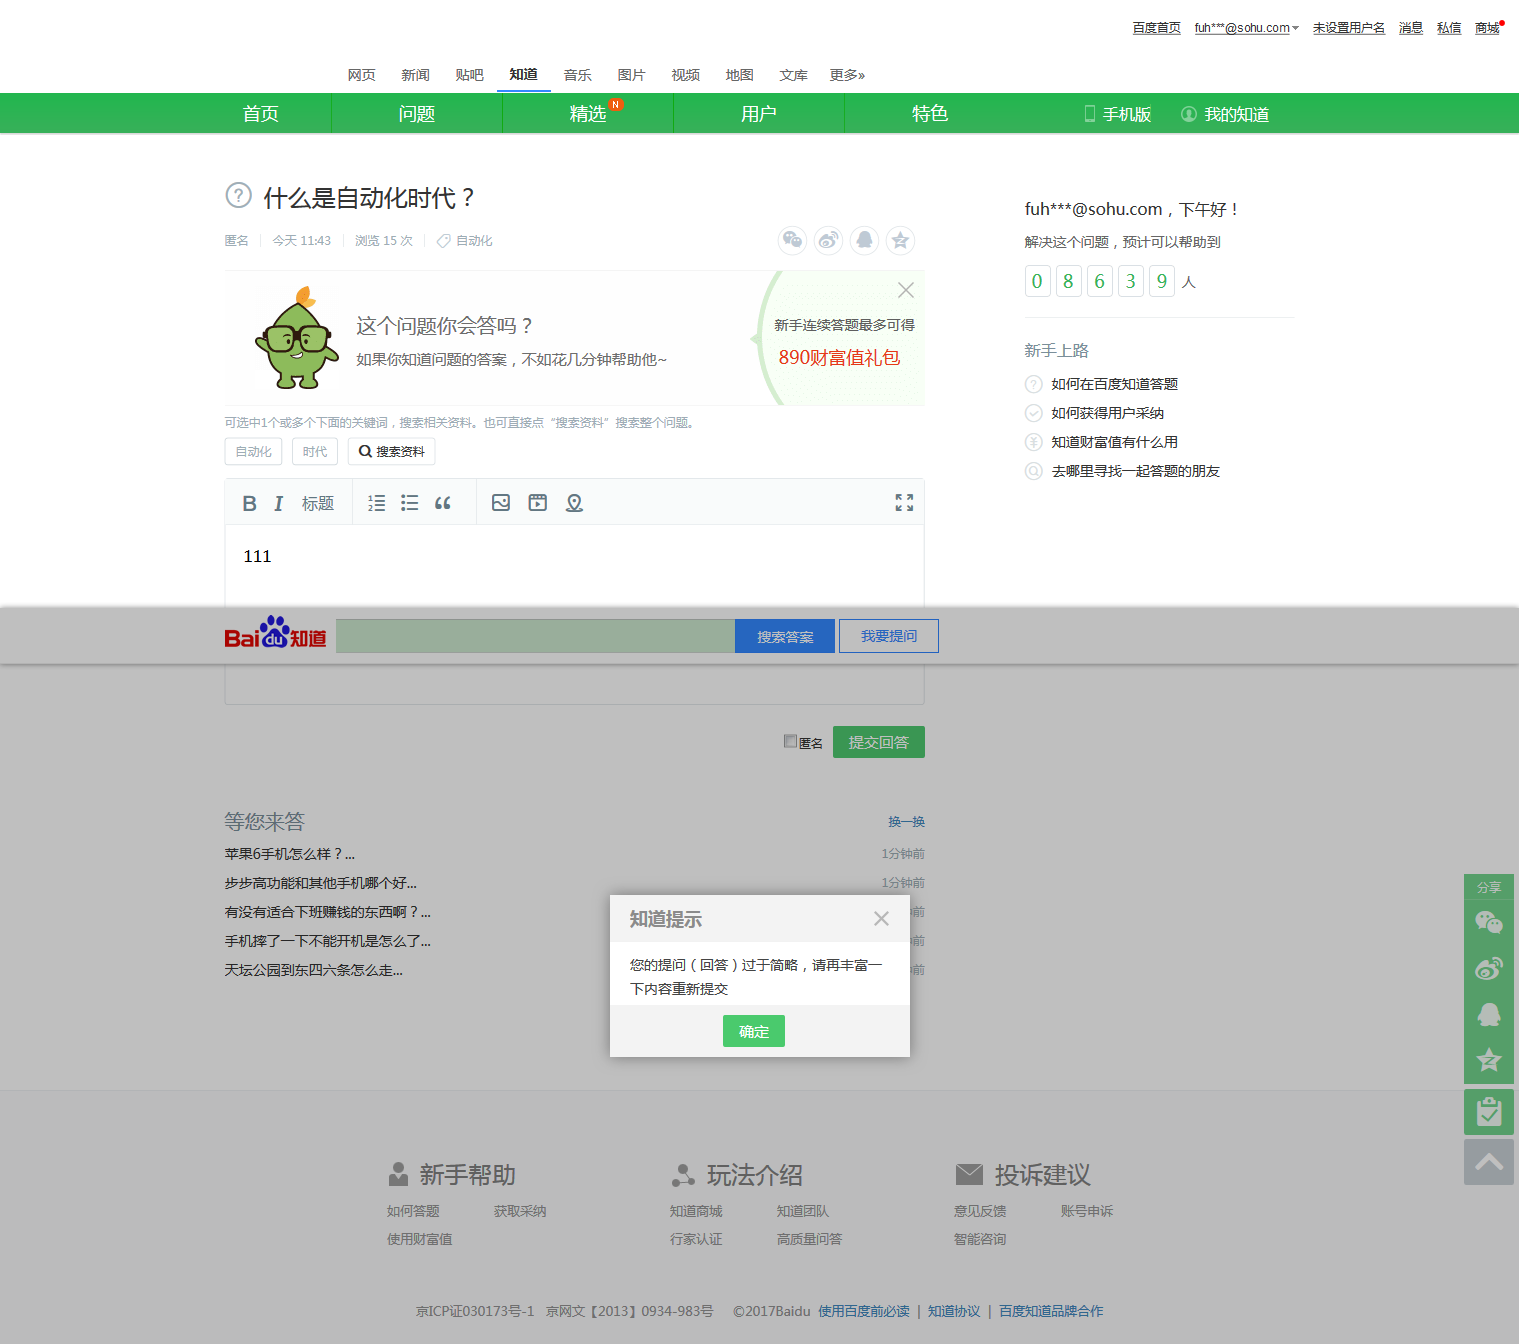 百度首页 fuh***@sohu.com 未设置用户名 消息 私信 商城
网页 新闻 贴吧 知道 音乐 图片 视频 地图 文库 更多»
首页 问题 精选 N 用户 特色 手机版 我的知道
什么是自动化时代？
匿名 今天 11:43 浏览 15 次 自动化
这个问题你会答吗？
如果你知道问题的答案，不如花几分钟帮助他~
新手连续答题最多可得
890财富值礼包
可选中1个或多个下面的关键词，搜索相关资料。也可直接点“搜索资料”搜索整个问题。
自动化 时代 搜索资料
B I 标题
111
fuh***@sohu.com，下午好！
解决这个问题，预计可以帮助到
0 8 6 3 9 人
新手上路
如何在百度知道答题
如何获得用户采纳
知道财富值有什么用
去哪里寻找一起答题的朋友
Bai du 知道 搜索答案 我要提问
匿名 提交回答
等您来答 换一换
苹果6手机怎么样？... 1分钟前
步步高功能和其他手机哪个好... 1分钟前
有没有适合下班赚钱的东西啊？... 前
手机摔了一下不能开机是怎么了... 前
天坛公园到东四六条怎么走... 前
知道提示
您的提问（回答）过于简略，请再丰富一
下内容重新提交
确定
分享
新手帮助 玩法介绍 投诉建议
如何答题 获取采纳 知道商城 知道团队 意见反馈 账号申诉
使用财富值 行家认证 高质量问答 智能咨询
京ICP证030173号-1 京网文【2013】0934-983号 ©2017Baidu 使用百度前必读 | 知道协议 | 百度知道品牌合作